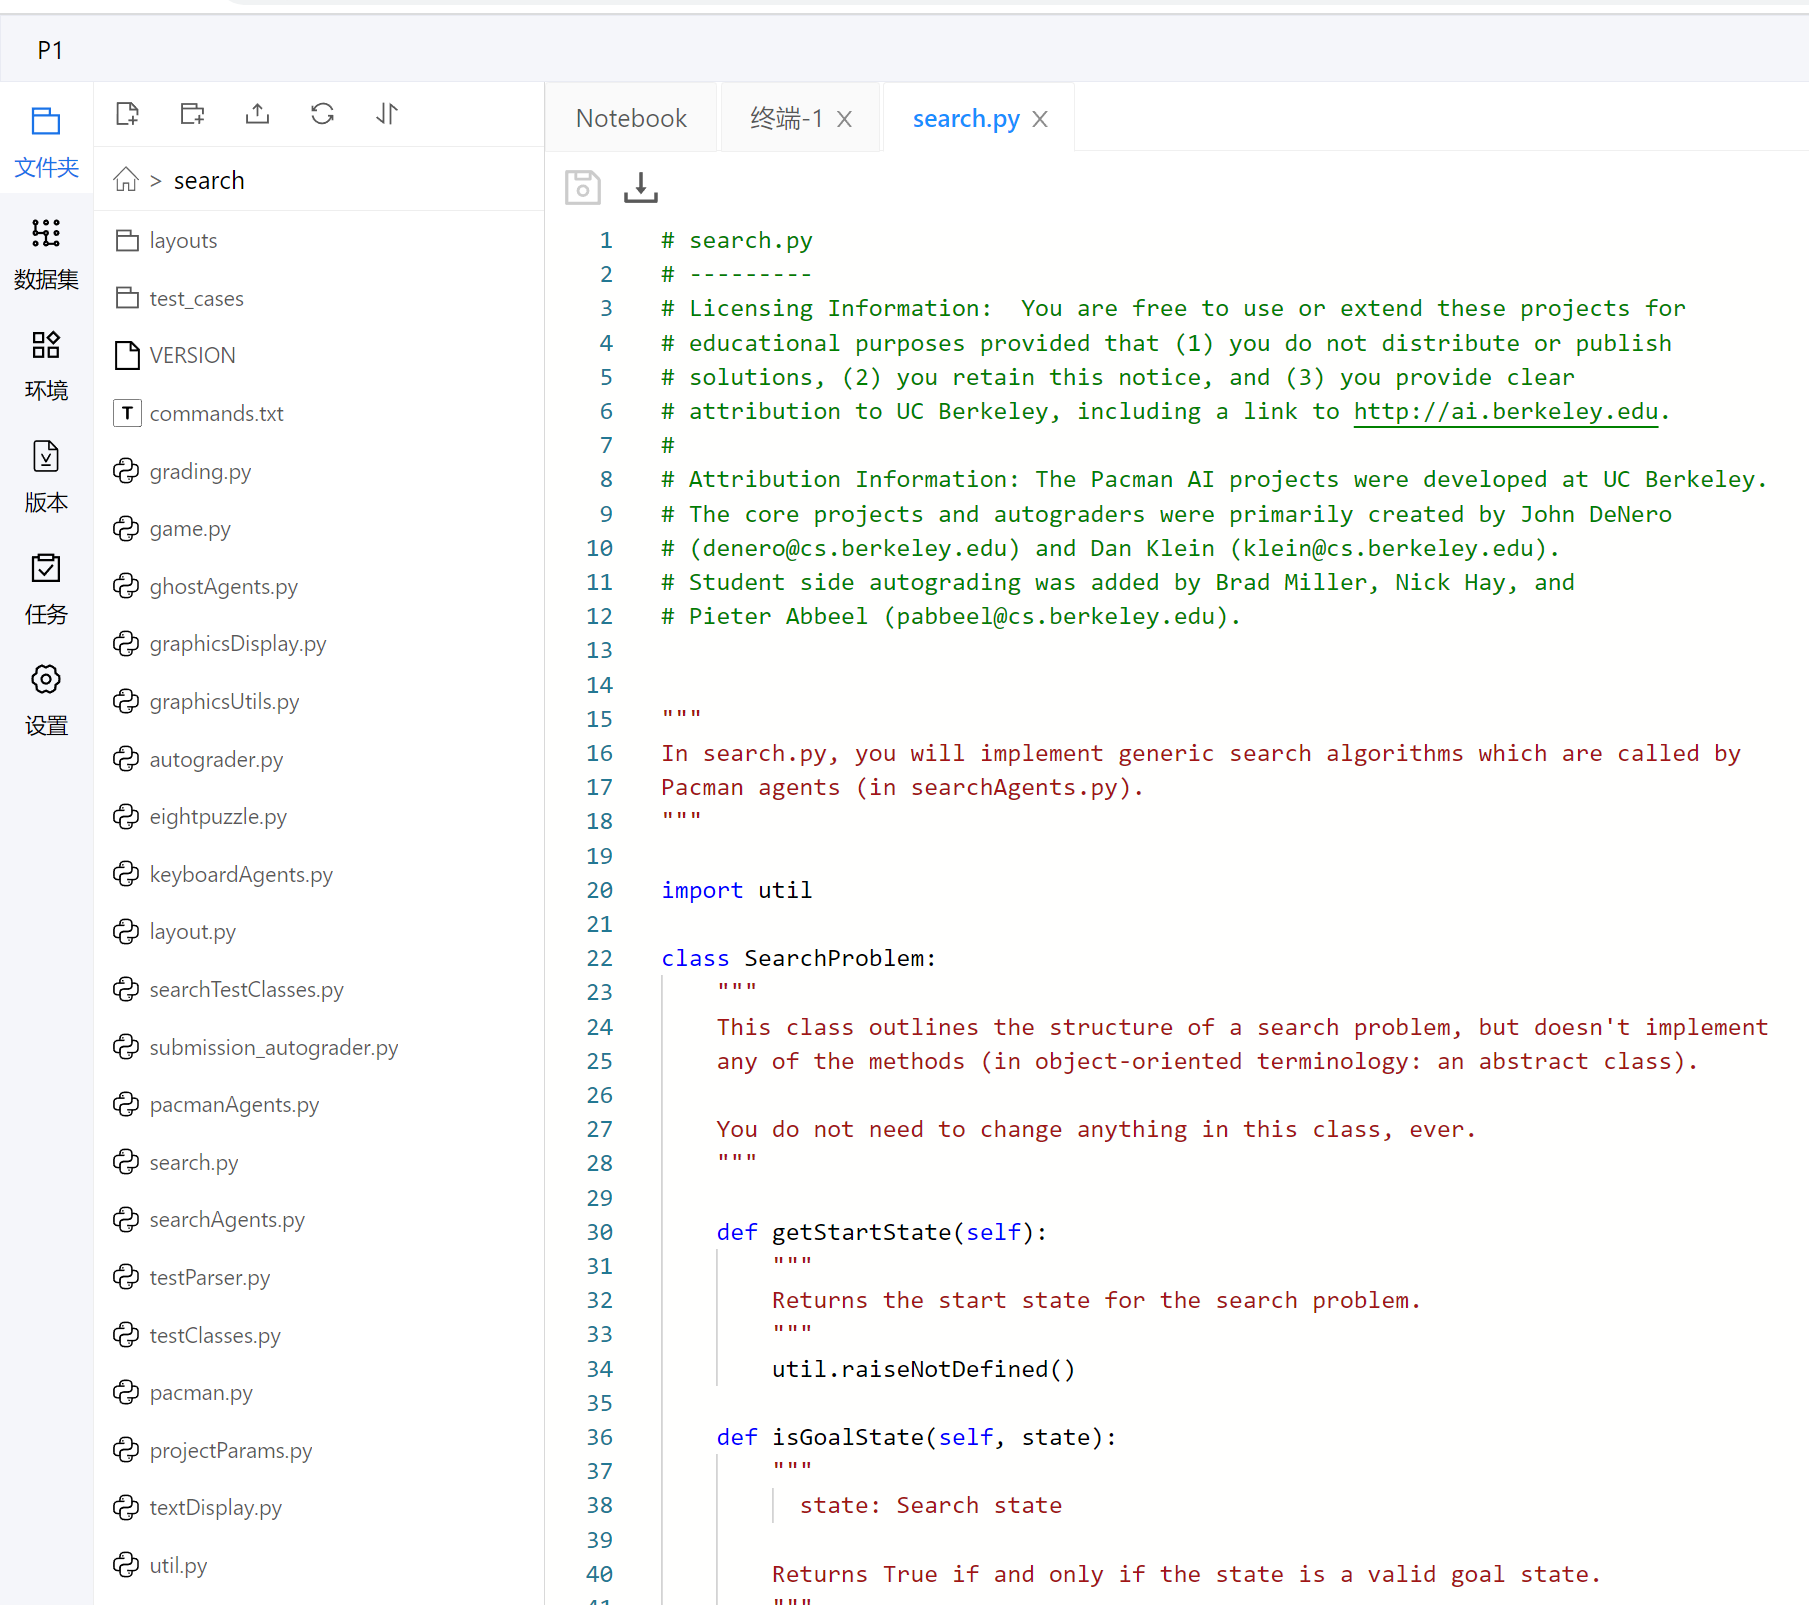 P1
文件夹
数据集
环境
版本
任务
设置
> search
layouts
test_cases
VERSION
T commands.txt
grading.py
game.py
ghostAgents.py
graphicsDisplay.py
graphicsUtils.py
autograder.py
eightpuzzle.py
keyboardAgents.py
layout.py
searchTestClasses.py
submission_autograder.py
pacmanAgents.py
search.py
searchAgents.py
testParser.py
testClasses.py
pacman.py
projectParams.py
textDisplay.py
util.py
Notebook 终端-1 X search.py X
1 # search.py
2 # ---------
3 # Licensing Information:  You are free to use or extend these projects for
4 # educational purposes provided that (1) you do not distribute or publish
5 # solutions, (2) you retain this notice, and (3) you provide clear
6 # attribution to UC Berkeley, including a link to http://ai.berkeley.edu.
7 #
8 # Attribution Information: The Pacman AI projects were developed at UC Berkeley.
9 # The core projects and autograders were primarily created by John DeNero
10 # (denero@cs.berkeley.edu) and Dan Klein (klein@cs.berkeley.edu).
11 # Student side autograding was added by Brad Miller, Nick Hay, and
12 # Pieter Abbeel (pabbeel@cs.berkeley.edu).
13
14
15 """
16 In search.py, you will implement generic search algorithms which are called by
17 Pacman agents (in searchAgents.py).
18 """
19
20 import util
21
22 class SearchProblem:
23     """
24     This class outlines the structure of a search problem, but doesn't implement
25     any of the methods (in object-oriented terminology: an abstract class).
26
27     You do not need to change anything in this class, ever.
28     """
29
30     def getStartState(self):
31         """
32         Returns the start state for the search problem.
33         """
34         util.raiseNotDefined()
35
36     def isGoalState(self, state):
37         """
38           state: Search state
39
40         Returns True if and only if the state is a valid goal state.
41         """